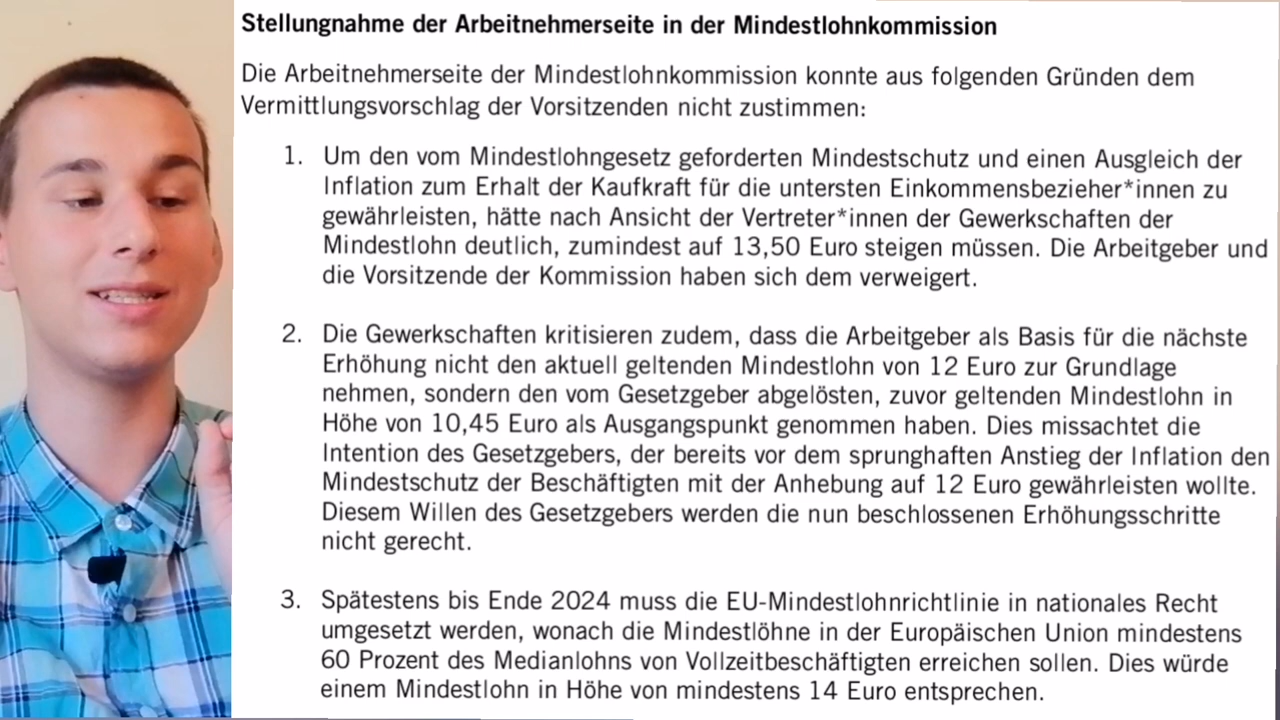 Stellungnahme der Arbeitnehmerseite in der Mindestlohnkommission
Die Arbeitnehmerseite der Mindestlohnkommission konnte aus folgenden Gründen dem
Vermittlungsvorschlag der Vorsitzenden nicht zustimmen:
1. Um den vom Mindestlohngesetz geforderten Mindestschutz und einen Ausgleich der
Inflation zum Erhalt der Kaufkraft für die untersten Einkommensbezieher*innen zu
gewährleisten, hätte nach Ansicht der Vertreter*innen der Gewerkschaften der
Mindestlohn deutlich, zumindest auf 13,50 Euro steigen müssen. Die Arbeitgeber und
die Vorsitzende der Kommission haben sich dem verweigert.
2. Die Gewerkschaften kritisieren zudem, dass die Arbeitgeber als Basis für die nächste
Erhöhung nicht den aktuell geltenden Mindestlohn von 12 Euro zur Grundlage
nehmen, sondern den vom Gesetzgeber abgelösten, zuvor geltenden Mindestlohn in
Höhe von 10,45 Euro als Ausgangspunkt genommen haben. Dies missachtet die
Intention des Gesetzgebers, der bereits vor dem sprunghaften Anstieg der Inflation den
Mindestschutz der Beschäftigten mit der Anhebung auf 12 Euro gewährleisten wollte.
Diesem Willen des Gesetzgebers werden die nun beschlossenen Erhöhungsschritte
nicht gerecht.
3. Spätestens bis Ende 2024 muss die EU-Mindestlohnrichtlinie in nationales Recht
umgesetzt werden, wonach die Mindestlöhne in der Europäischen Union mindestens
60 Prozent des Medianlohns von Vollzeitbeschäftigten erreichen sollen. Dies würde
einem Mindestlohn in Höhe von mindestens 14 Euro entsprechen.